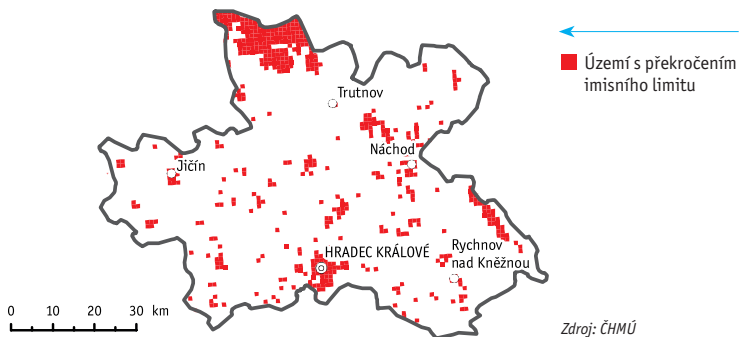 Území s překročením
imisního limitu
Trutnov
Náchod
Jičín
HRADEC KRÁLOVÉ
Rychnov
nad Kněžnou
0 10 20 30 km
Zdroj: ČHMÚ